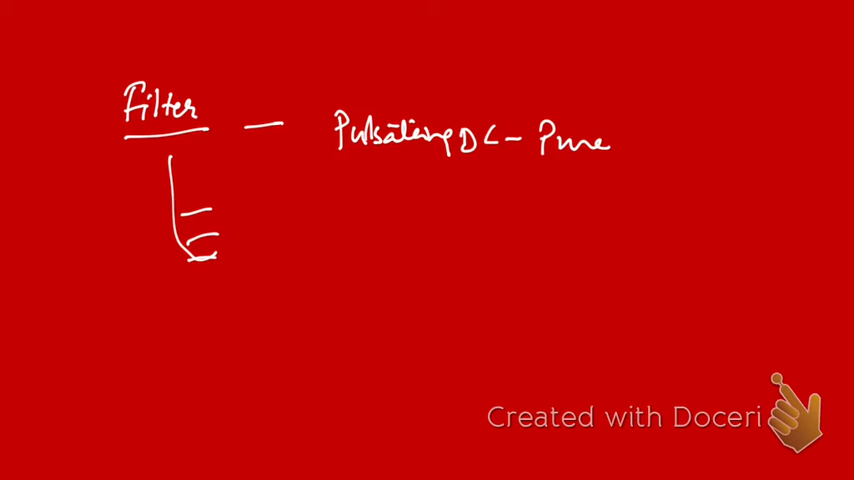 Filter — Pulsating DC - Pure
Created with Doceri